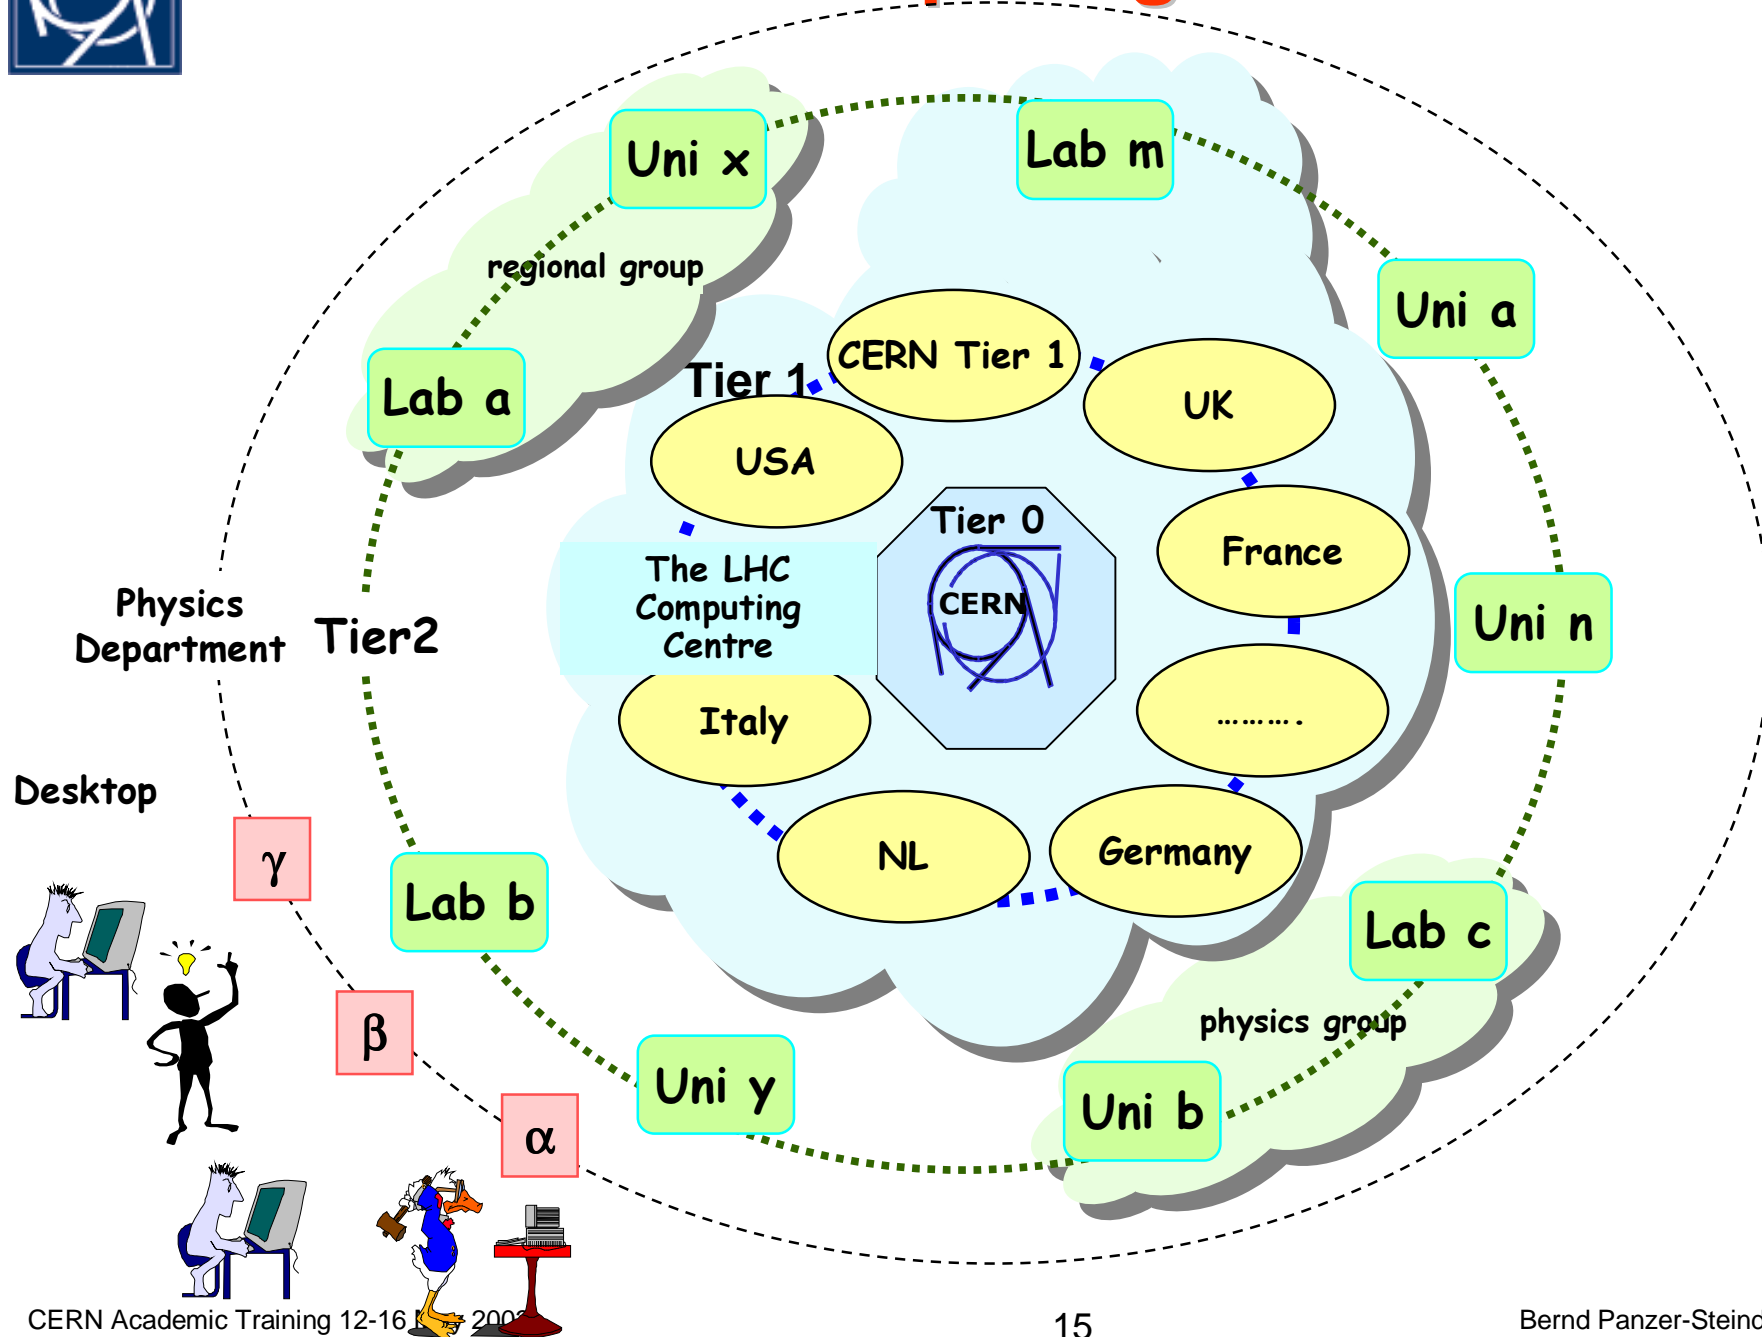 Uni x
Lab m
regional group
Uni a
CERN Tier 1
Tier 1
Lab a
UK
USA
Tier 0
France
The LHC
Computing
Centre
CERN
Physics
Department
Tier2
Uni n
Italy
……….
Desktop
NL
Germany
γ
Lab b
Lab c
physics group
β
Uni y
Uni b
α
CERN Academic Training 12-16
15
Bernd